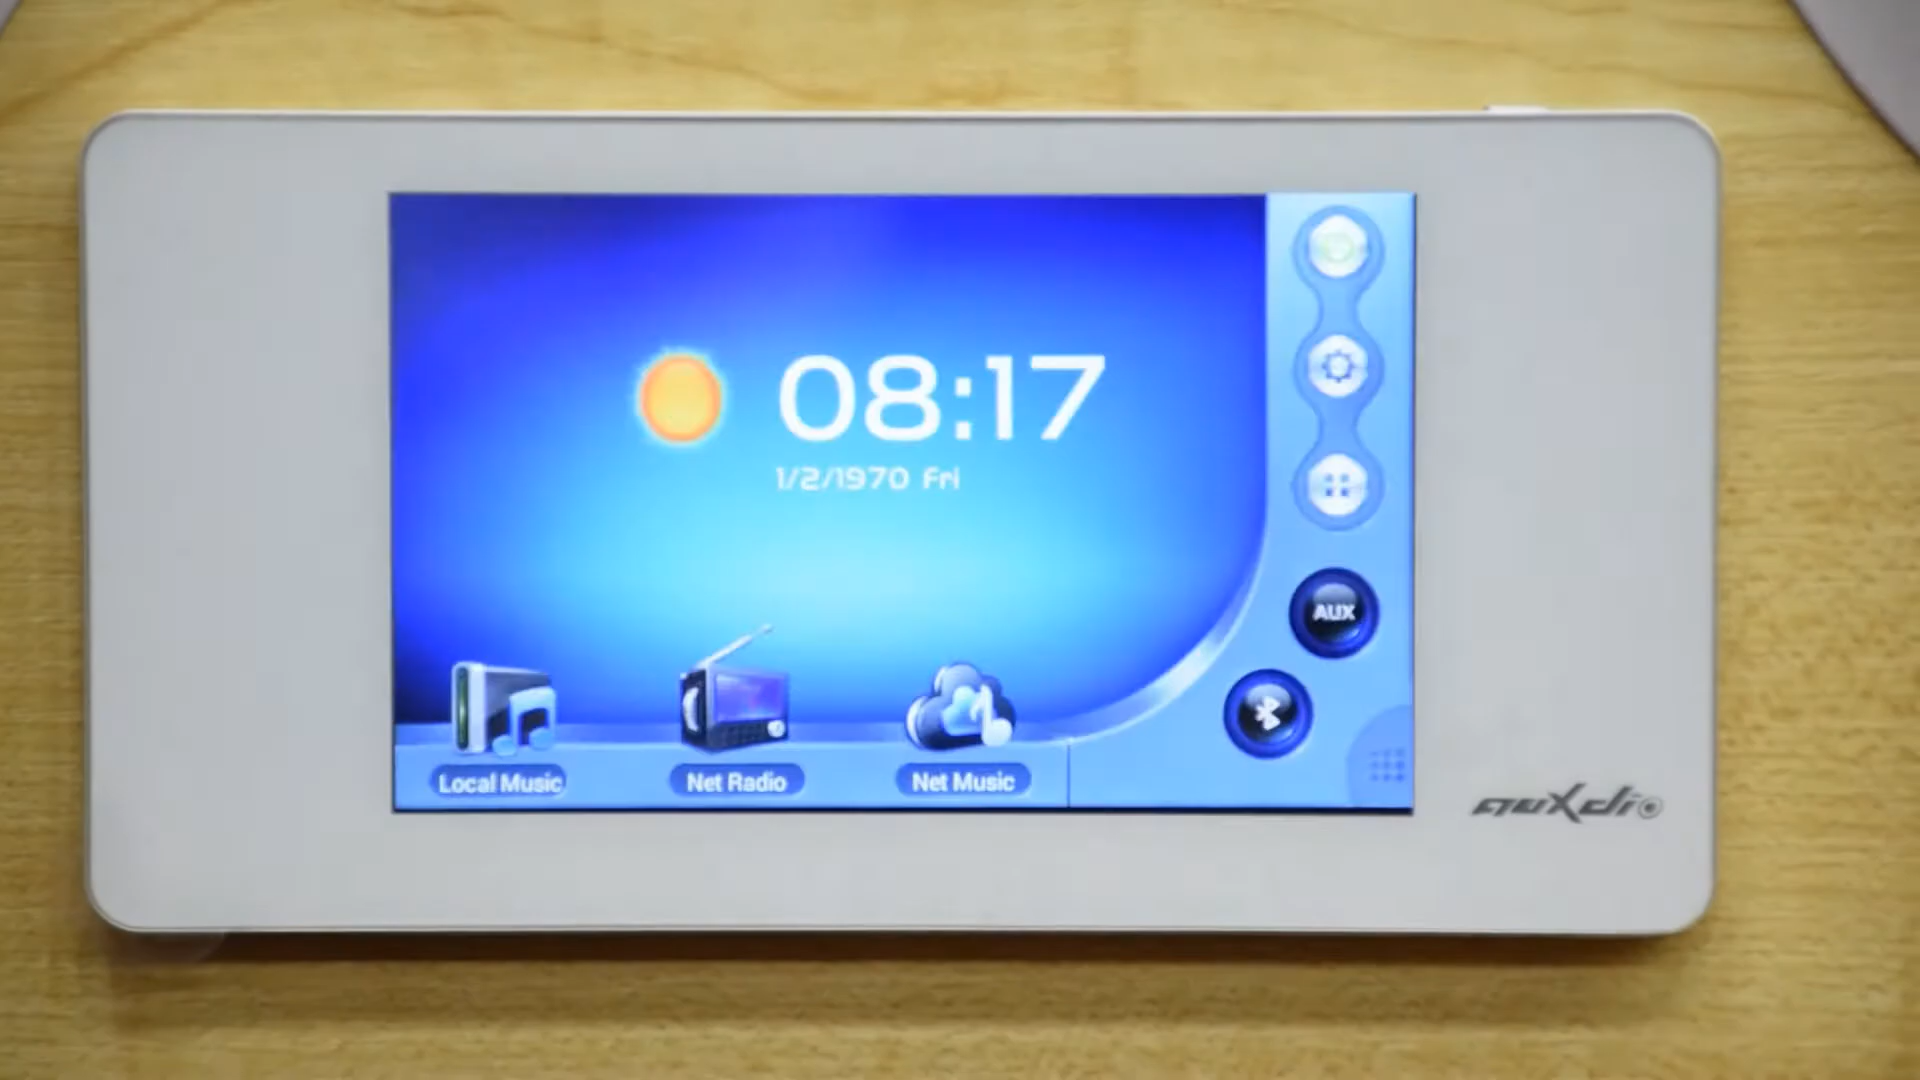 08:17
1/2/1970 Fri
AUX
Local Music
Net Radio
Net Music
auxdio